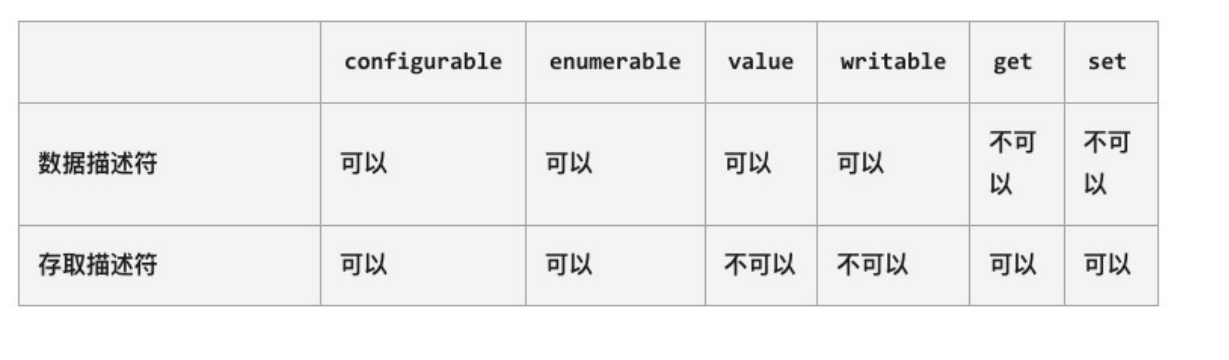 configurable enumerable value writable get set
数据描述符 可以 可以 可以 可以 不可以 不可以
存取描述符 可以 可以 不可以 不可以 可以 可以